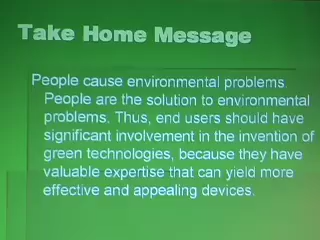 Take Home Message
People cause environmental problems.
People are the solution to environmental
problems. Thus, end users should have
significant involvement in the invention of
green technologies, because they have
valuable expertise that can yield more
effective and appealing devices.